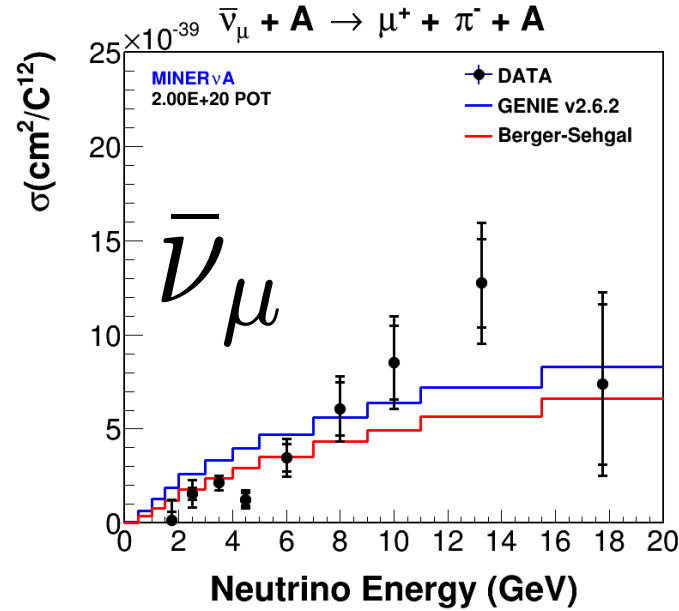 ν̅μ + A → μ+ + π- + A
×10-39
25
MINERνA
2.00E+20 POT
DATA
GENIE v2.6.2
Berger-Sehgal
σ(cm2/C12)
20
15
10
5
0
ν̅μ
0 2 4 6 8 10 12 14 16 18 20
Neutrino Energy (GeV)